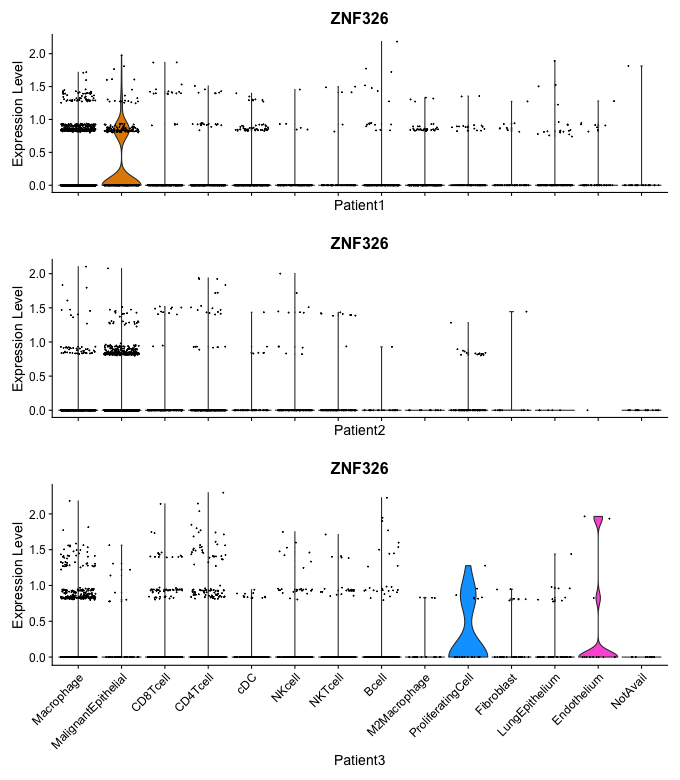 ZNF326
Expression Level
2.0
1.5
1.0
0.5
0.0
Patient1
ZNF326
Expression Level
2.0
1.5
1.0
0.5
0.0
Patient2
ZNF326
Expression Level
2.0
1.5
1.0
0.5
0.0
Macrophage
MalignantEpithelial
CD8Tcell
CD4Tcell
cDC
NKcell
NKTcell
Bcell
M2Macrophage
ProliferatingCell
Fibroblast
LungEpithelium
Endothelium
NotAvail
Patient3